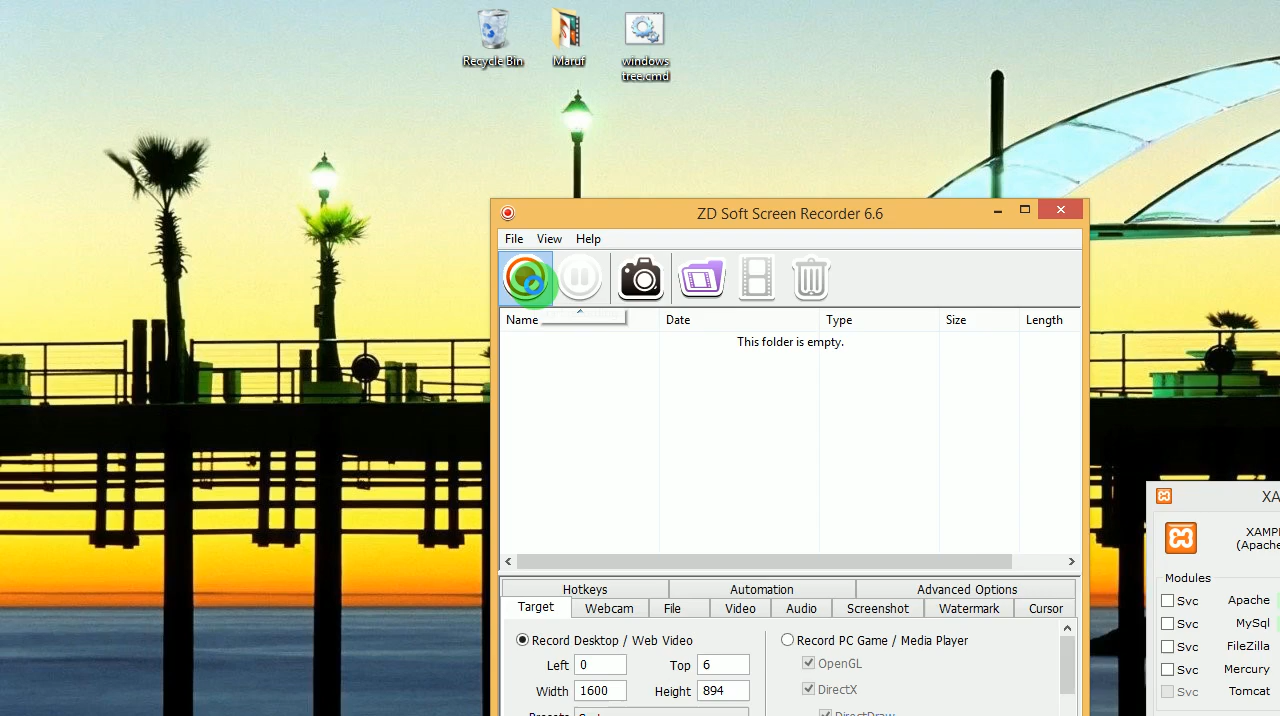 Recycle Bin
Maruf
windows
tree.cmd
ZD Soft Screen Recorder 6.6
File View Help
Name Date Type Size Length
This folder is empty.
Hotkeys Automation Advanced Options
Target Webcam File Video Audio Screenshot Watermark Cursor
Record Desktop / Web Video
Record PC Game / Media Player
Left 0 Top 6
OpenGL
Width 1600 Height 894
DirectX
DirectDraw
XAMP
(Apache
Modules
Svc Apache
Svc MySql
Svc FileZilla
Svc Mercury
Svc Tomcat